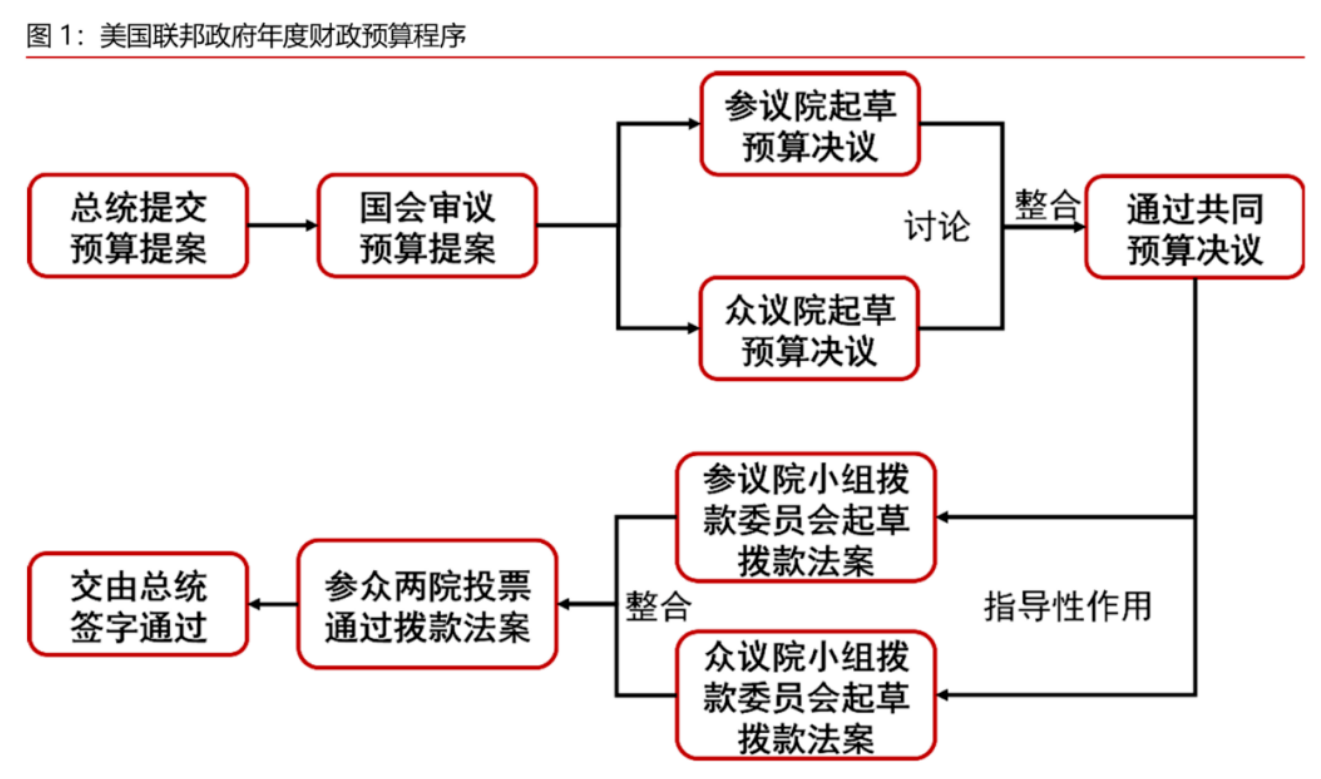 图 1：美国联邦政府年度财政预算程序
总统提交
预算提案
国会审议
预算提案
参议院起草
预算决议
众议院起草
预算决议
讨论
整合
通过共同
预算决议
参议院小组拨
款委员会起草
拨款法案
众议院小组拨
款委员会起草
拨款法案
指导性作用
整合
参众两院投票
通过拨款法案
交由总统
签字通过